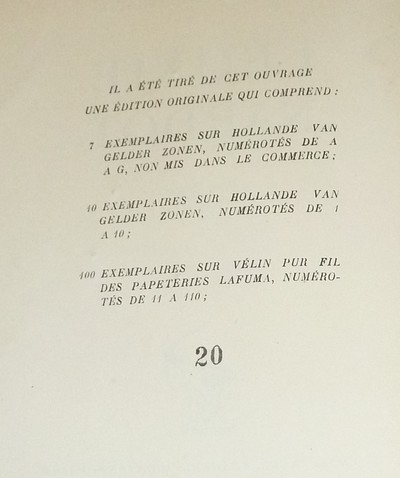 IL A ÉTÉ TIRÉ DE CET OUVRAGE
UNE ÉDITION ORIGINALE QUI COMPREND :
7 EXEMPLAIRES SUR HOLLANDE VAN
GELDER ZONEN, NUMÉROTÉS DE A
A G, NON MIS DANS LE COMMERCE ;
10 EXEMPLAIRES SUR HOLLANDE VAN
GELDER ZONEN, NUMÉROTÉS DE 1
A 10 ;
100 EXEMPLAIRES SUR VÉLIN PUR FIL
DES PAPETERIES LAFUMA, NUMÉRO-
TÉS DE 11 A 110 ;
20